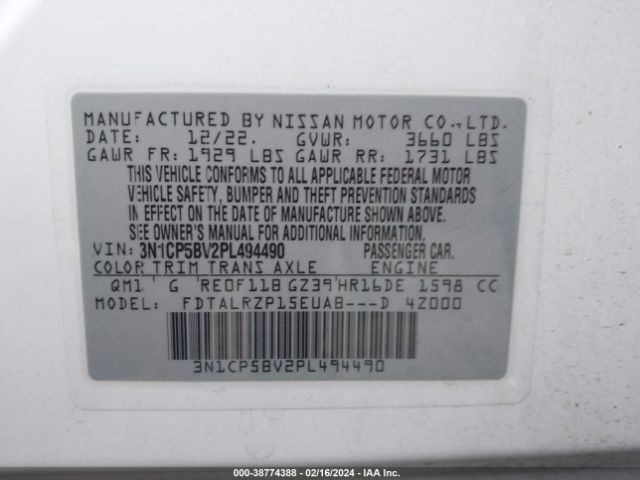 MANUFACTURED BY NISSAN MOTOR CO.,LTD.
DATE: 12/22. GVWR: 3660 LBS
GAWR FR: 1929 LBS GAWR RR: 1731 LBS
THIS VEHICLE CONFORMS TO ALL APPLICABLE FEDERAL MOTOR
VEHICLE SAFETY, BUMPER AND THEFT PREVENTION STANDARDS
IN EFFECT ON THE DATE OF MANUFACTURE SHOWN ABOVE.
SEE OWNER'S MANUAL FOR ADDITIONAL INFORMATION
VIN: 3N1CP5BV2PL494490 PASSENGER CAR.
COLOR TRIM TRANS AXLE ENGINE
QM1 G RE0F11B GZ39 HR16DE 1598 CC
MODEL: FDTALRZP15EUAB---D 4Z000
3N1CP5BV2PL494490
000-38774388 - 02/16/2024 - IAA Inc.